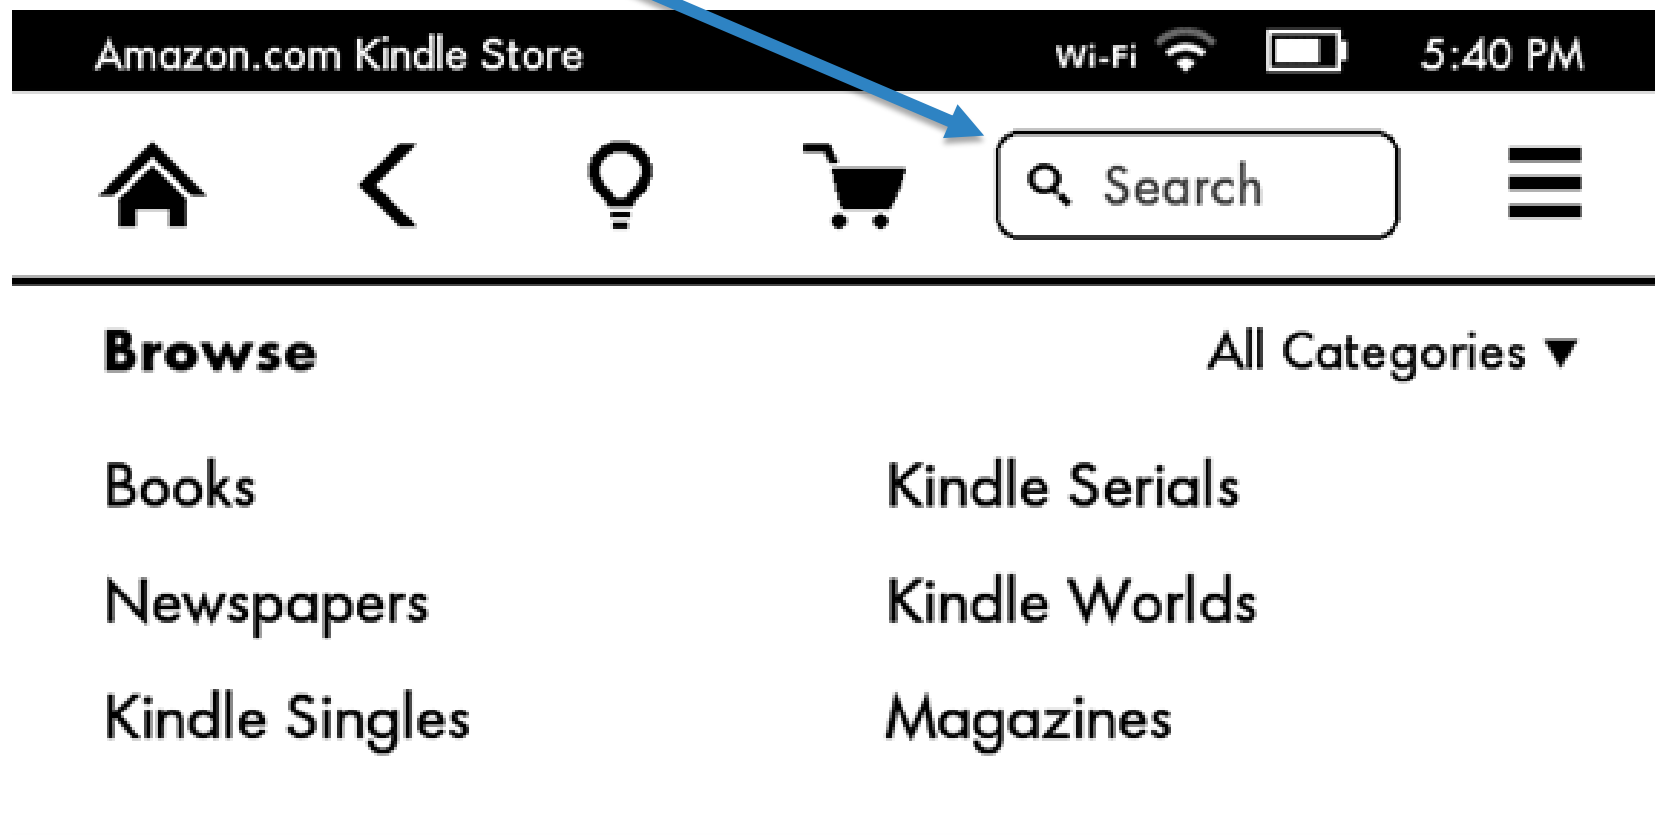 Amazon.com Kindle Store Wi-Fi 5:40 PM
Search
Browse All Categories ▼
Books Kindle Serials
Newspapers Kindle Worlds
Kindle Singles Magazines